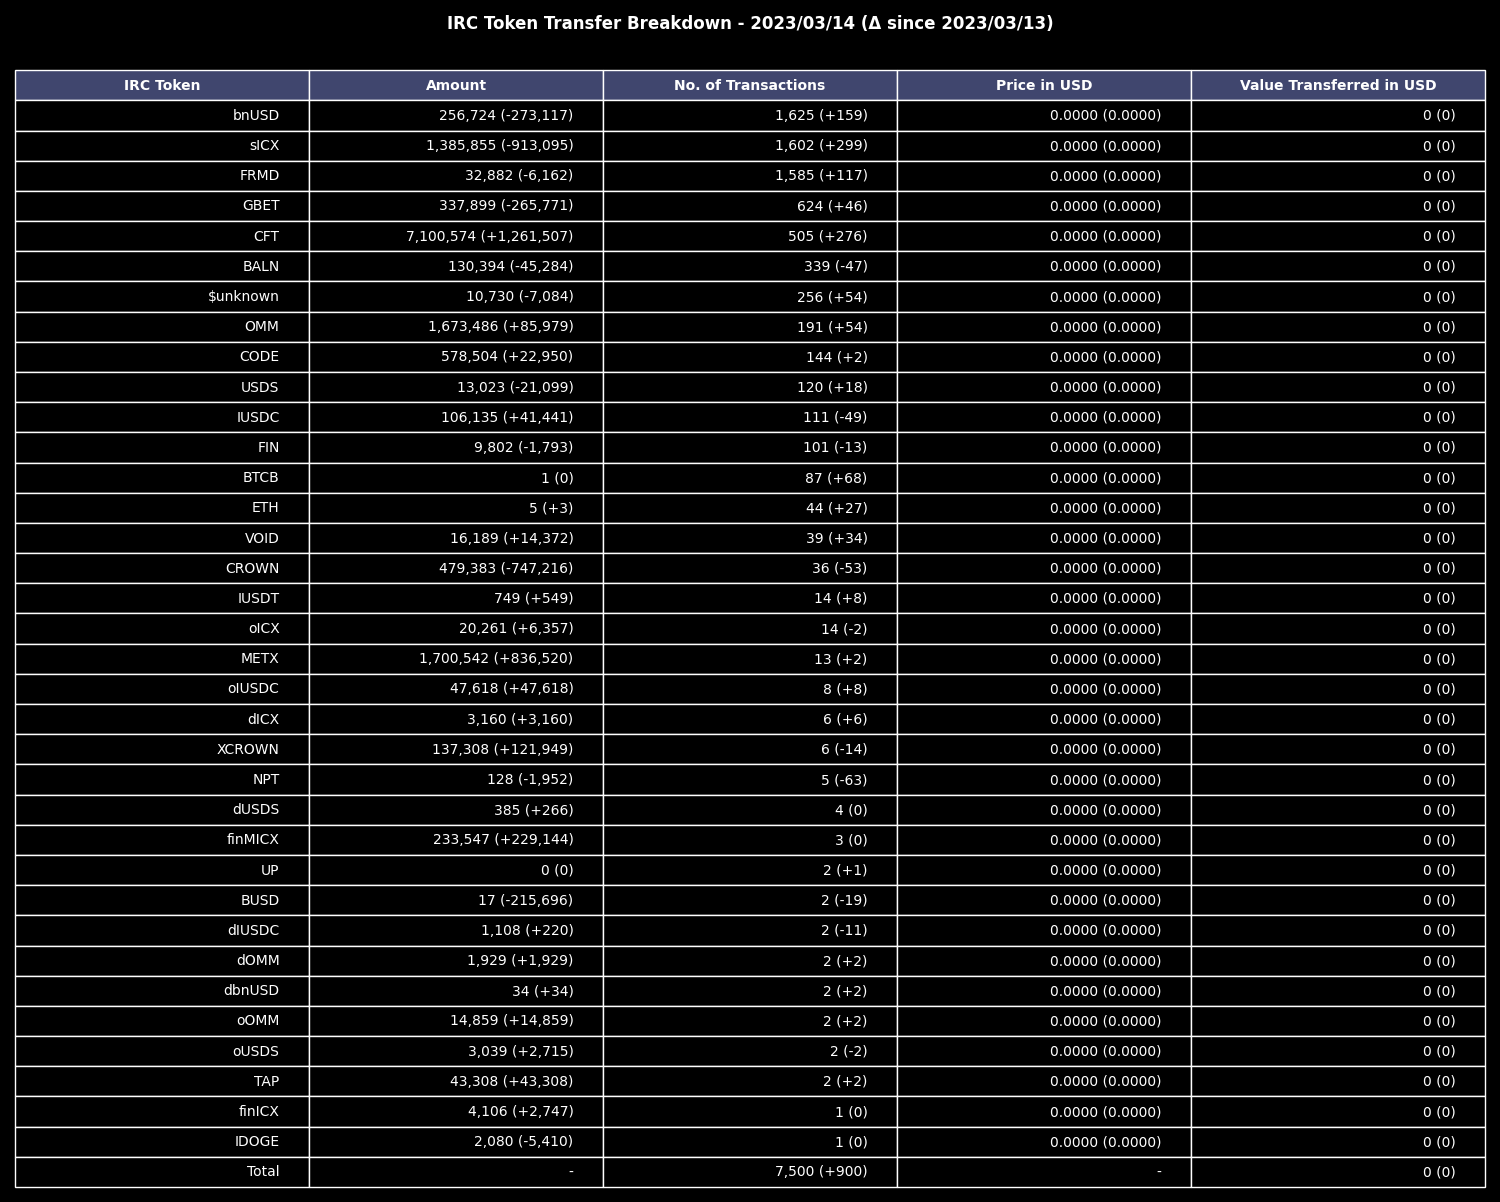 IRC Token Transfer Breakdown - 2023/03/14 (Δ since 2023/03/13)
IRC Token Amount No. of Transactions Price in USD Value Transferred in USD
bnUSD 256,724 (-273,117) 1,625 (+159) 0.0000 (0.0000) 0 (0)
sICX 1,385,855 (-913,095) 1,602 (+299) 0.0000 (0.0000) 0 (0)
FRMD 32,882 (-6,162) 1,585 (+117) 0.0000 (0.0000) 0 (0)
GBET 337,899 (-265,771) 624 (+46) 0.0000 (0.0000) 0 (0)
CFT 7,100,574 (+1,261,507) 505 (+276) 0.0000 (0.0000) 0 (0)
BALN 130,394 (-45,284) 339 (-47) 0.0000 (0.0000) 0 (0)
$unknown 10,730 (-7,084) 256 (+54) 0.0000 (0.0000) 0 (0)
OMM 1,673,486 (+85,979) 191 (+54) 0.0000 (0.0000) 0 (0)
CODE 578,504 (+22,950) 144 (+2) 0.0000 (0.0000) 0 (0)
USDS 13,023 (-21,099) 120 (+18) 0.0000 (0.0000) 0 (0)
IUSDC 106,135 (+41,441) 111 (-49) 0.0000 (0.0000) 0 (0)
FIN 9,802 (-1,793) 101 (-13) 0.0000 (0.0000) 0 (0)
BTCB 1 (0) 87 (+68) 0.0000 (0.0000) 0 (0)
ETH 5 (+3) 44 (+27) 0.0000 (0.0000) 0 (0)
VOID 16,189 (+14,372) 39 (+34) 0.0000 (0.0000) 0 (0)
CROWN 479,383 (-747,216) 36 (-53) 0.0000 (0.0000) 0 (0)
IUSDT 749 (+549) 14 (+8) 0.0000 (0.0000) 0 (0)
oICX 20,261 (+6,357) 14 (-2) 0.0000 (0.0000) 0 (0)
METX 1,700,542 (+836,520) 13 (+2) 0.0000 (0.0000) 0 (0)
oIUSDC 47,618 (+47,618) 8 (+8) 0.0000 (0.0000) 0 (0)
dICX 3,160 (+3,160) 6 (+6) 0.0000 (0.0000) 0 (0)
XCROWN 137,308 (+121,949) 6 (-14) 0.0000 (0.0000) 0 (0)
NPT 128 (-1,952) 5 (-63) 0.0000 (0.0000) 0 (0)
dUSDS 385 (+266) 4 (0) 0.0000 (0.0000) 0 (0)
finMICX 233,547 (+229,144) 3 (0) 0.0000 (0.0000) 0 (0)
UP 0 (0) 2 (+1) 0.0000 (0.0000) 0 (0)
BUSD 17 (-215,696) 2 (-19) 0.0000 (0.0000) 0 (0)
dIUSDC 1,108 (+220) 2 (-11) 0.0000 (0.0000) 0 (0)
dOMM 1,929 (+1,929) 2 (+2) 0.0000 (0.0000) 0 (0)
dbnUSD 34 (+34) 2 (+2) 0.0000 (0.0000) 0 (0)
oOMM 14,859 (+14,859) 2 (+2) 0.0000 (0.0000) 0 (0)
oUSDS 3,039 (+2,715) 2 (-2) 0.0000 (0.0000) 0 (0)
TAP 43,308 (+43,308) 2 (+2) 0.0000 (0.0000) 0 (0)
finICX 4,106 (+2,747) 1 (0) 0.0000 (0.0000) 0 (0)
IDOGE 2,080 (-5,410) 1 (0) 0.0000 (0.0000) 0 (0)
Total - 7,500 (+900) - 0 (0)